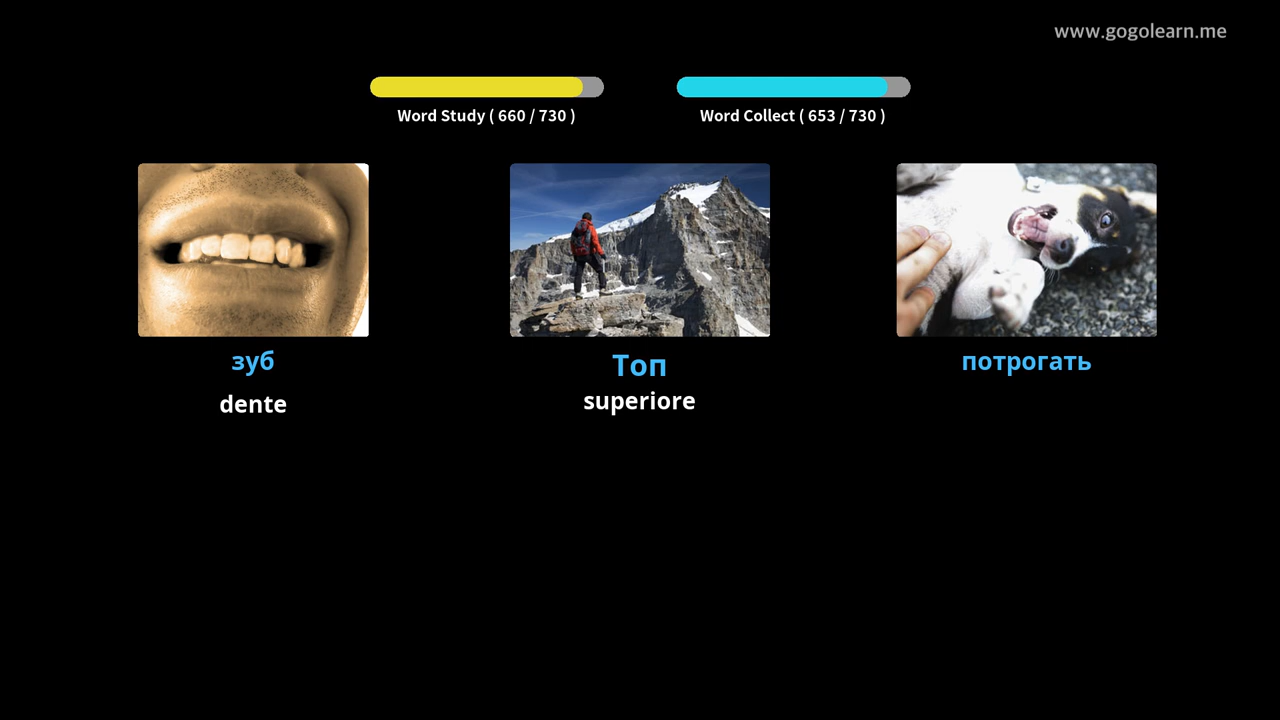 www.gogolearn.me
Word Study ( 660 / 730 )
Word Collect ( 653 / 730 )
зуб
Топ
потрогать
dente
superiore